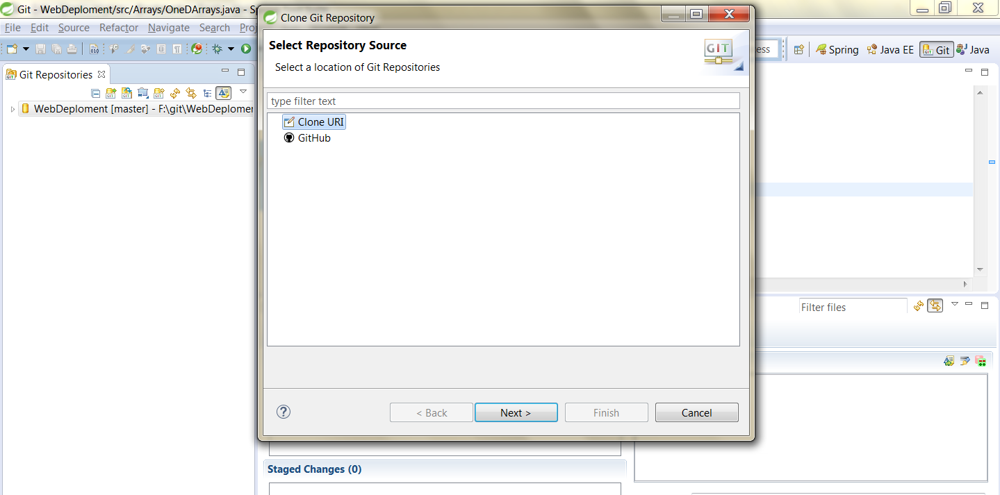 Git - WebDeploment/src/Arrays/OneDArrays.java - S
Clone Git Repository
File Edit Source Refactor Navigate Search
Select Repository Source
GIT
Select a location of Git Repositories
ess
Spring Java EE Git Java
Git Repositories
type filter text
WebDeploment [master] - F:\git\WebDeplomer
Clone URI
GitHub
Filter files
< Back Next > Finish Cancel
Staged Changes (0)